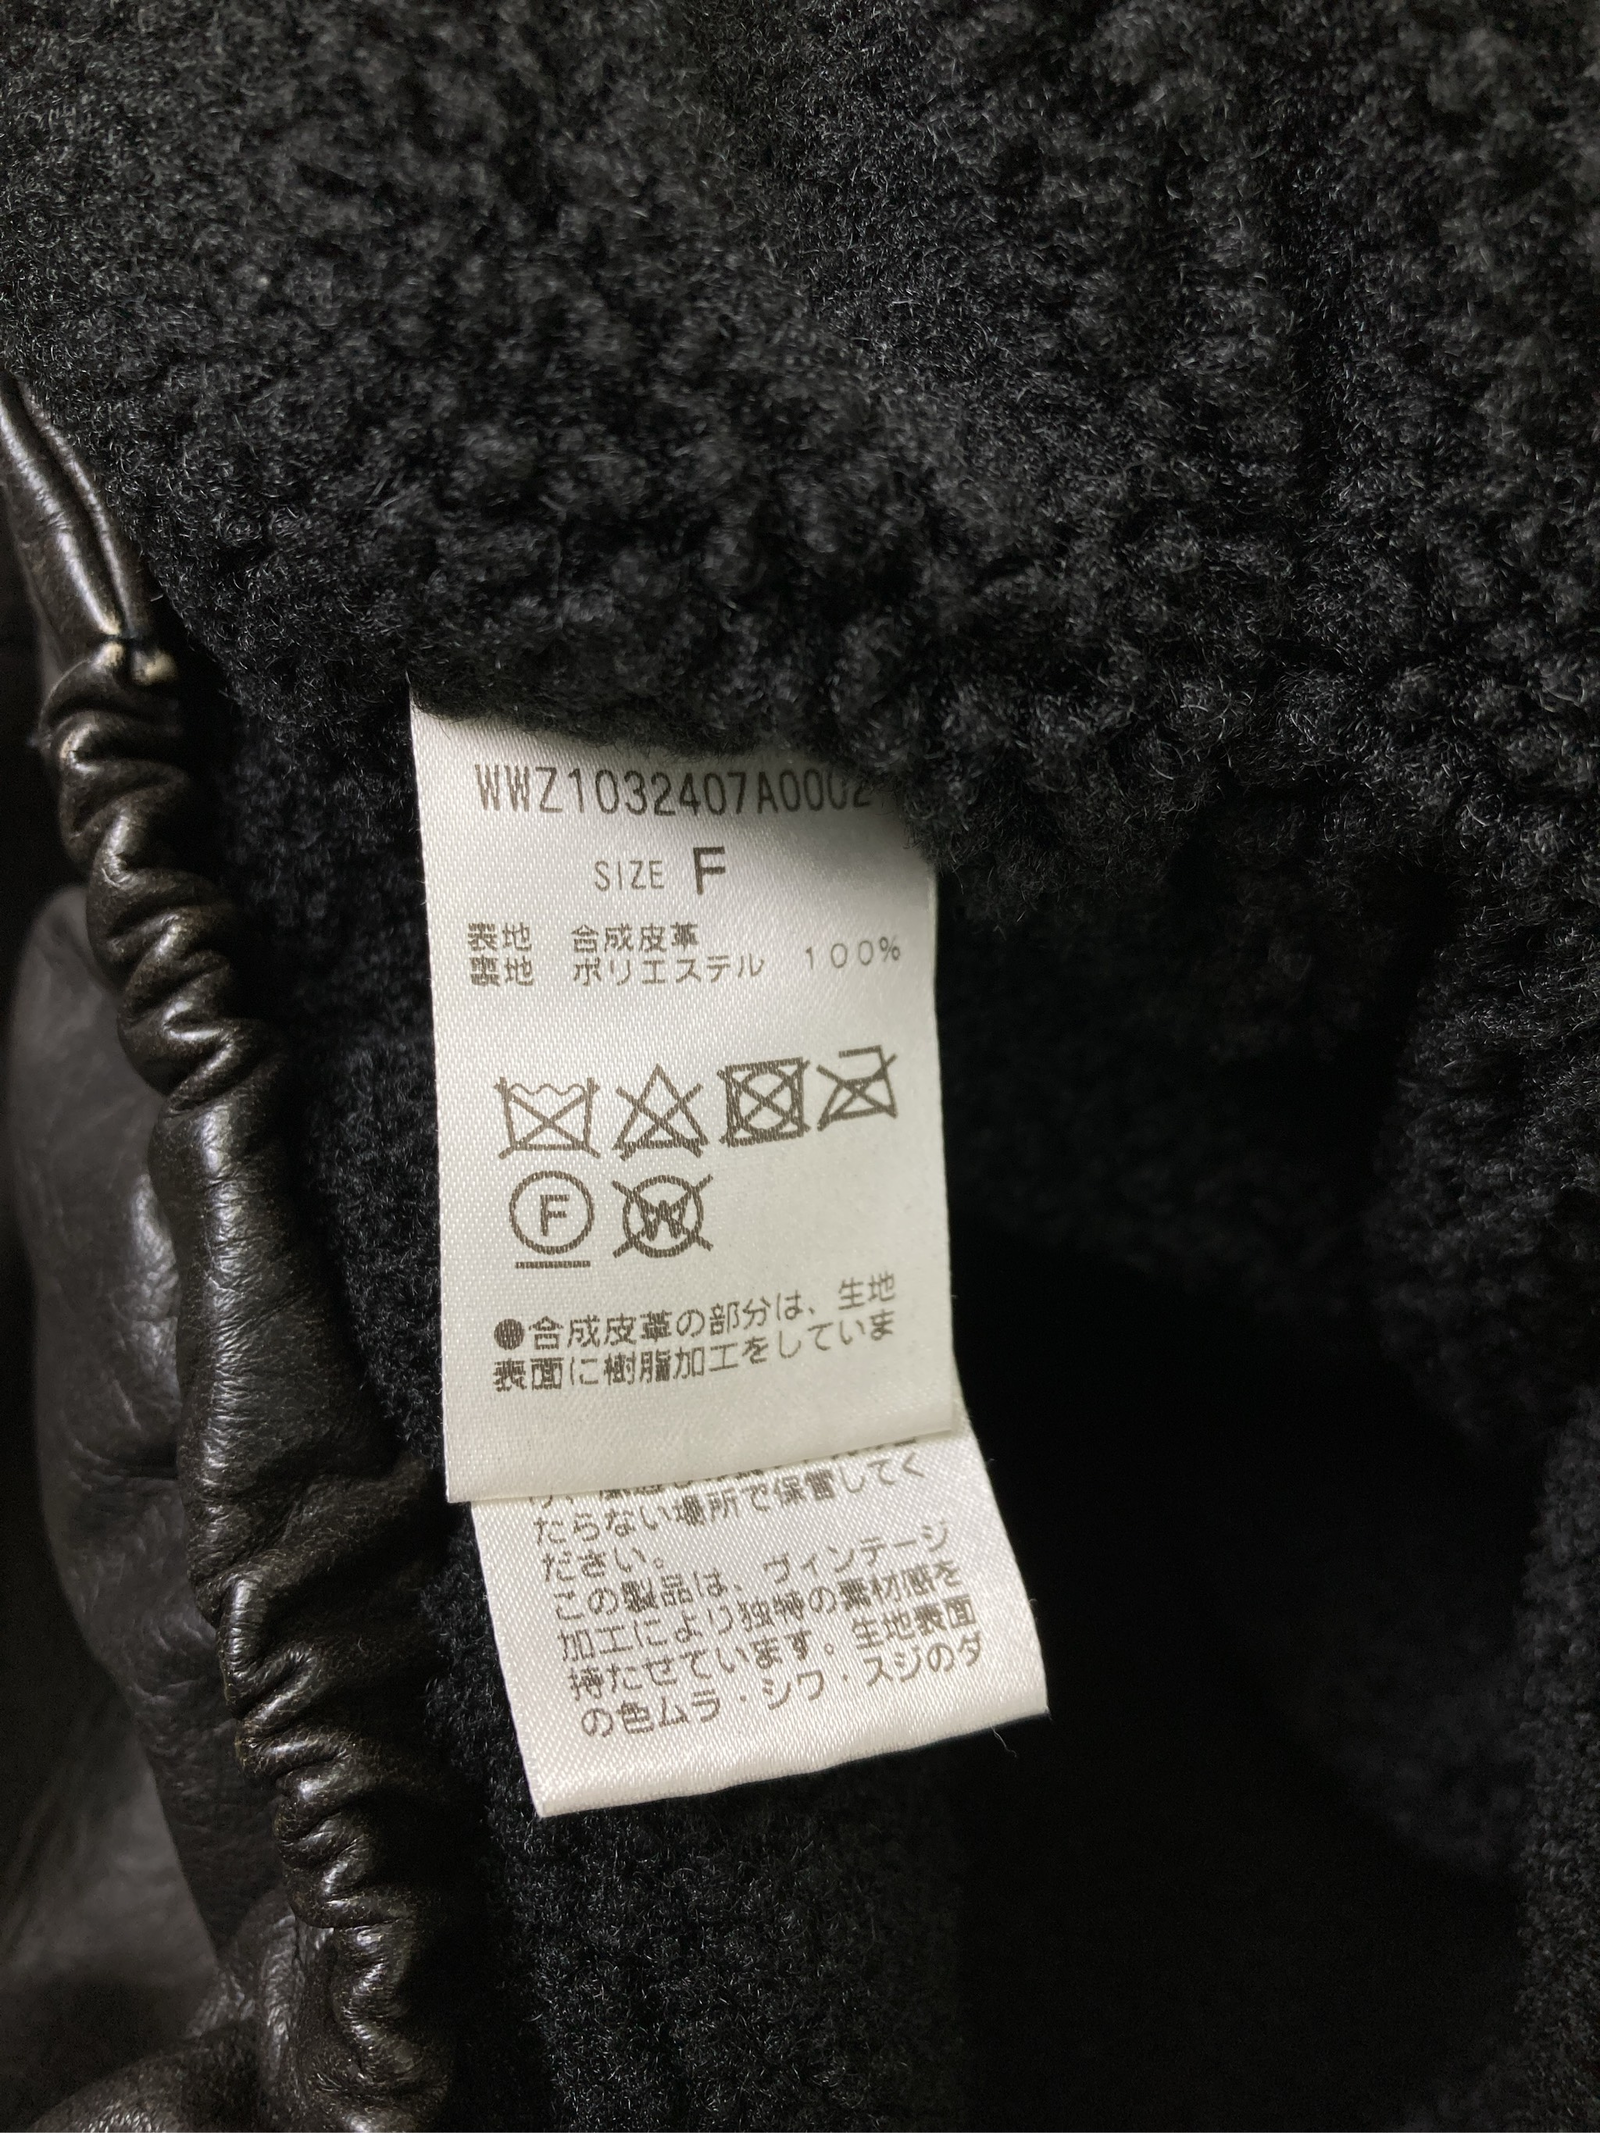 WWZ1032407A0002
SIZE F
表地 合成皮革
裏地 ポリエステル 100%
F
W
●合成皮革の部分は、生地
表面に樹脂加工をしていま
たらない場所で保管してく
ださい。
この製品は、ヴィンテージ
加工により独特の素材感を
持たせています。生地表面
の色ムラ・シワ・スジのダ